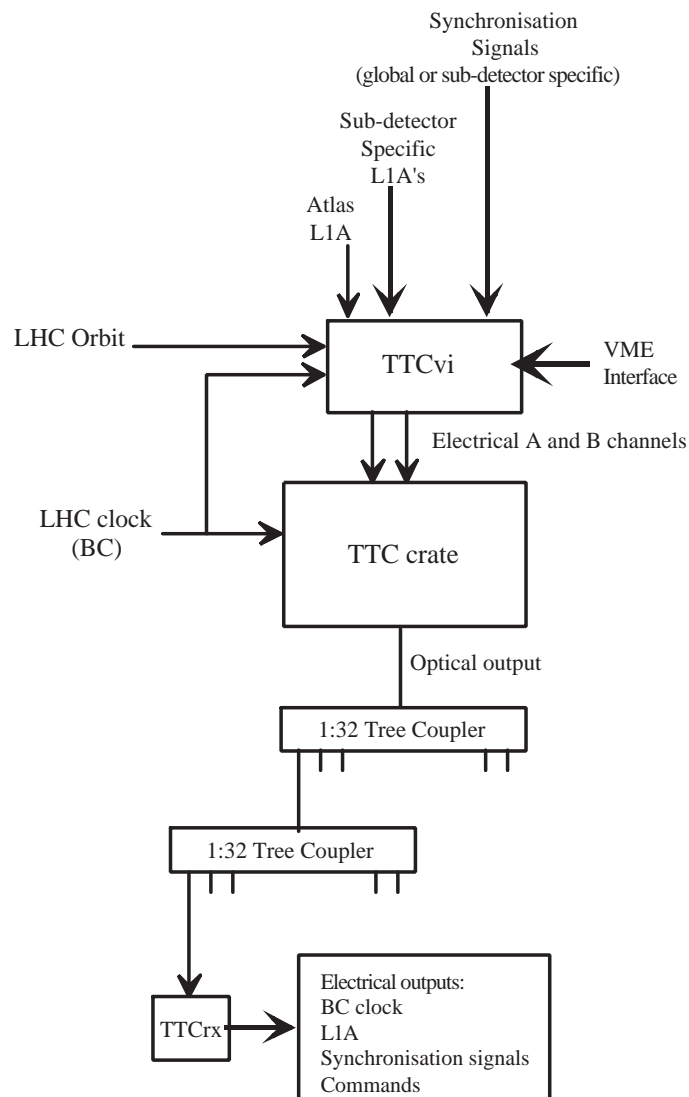 Synchronisation
Signals
(global or sub-detector specific)
Sub-detector
Specific
L1A's
Atlas
L1A
LHC Orbit
TTCvi
VME
Interface
Electrical A and B channels
LHC clock
(BC)
TTC crate
Optical output
1:32 Tree Coupler
1:32 Tree Coupler
TTCrx
Electrical outputs:
BC clock
L1A
Synchronisation signals
Commands